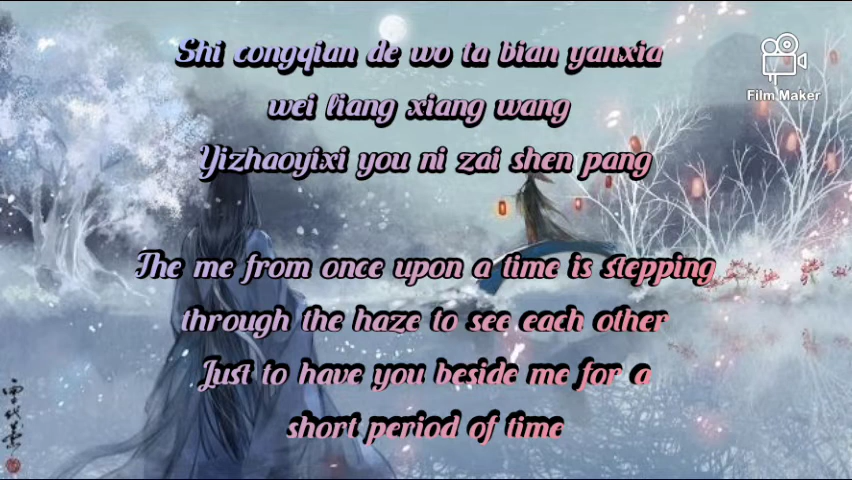 Shi congqian de wo ta bian yanxia
Film Maker
wei liang xiang wang
Yizhaoyixi you ni zai shen pang
The me from once upon a time is stepping
through the haze to see each other
Just to have you beside me for a
short period of time